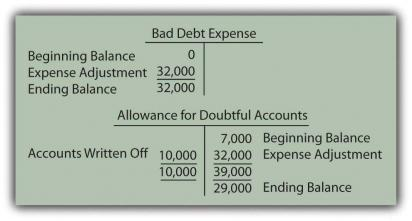 Bad Debt Expense
Beginning Balance 0
Expense Adjustment 32,000
Ending Balance 32,000
Allowance for Doubtful Accounts
7,000 Beginning Balance
Accounts Written Off 10,000 32,000 Expense Adjustment
10,000 39,000
29,000 Ending Balance